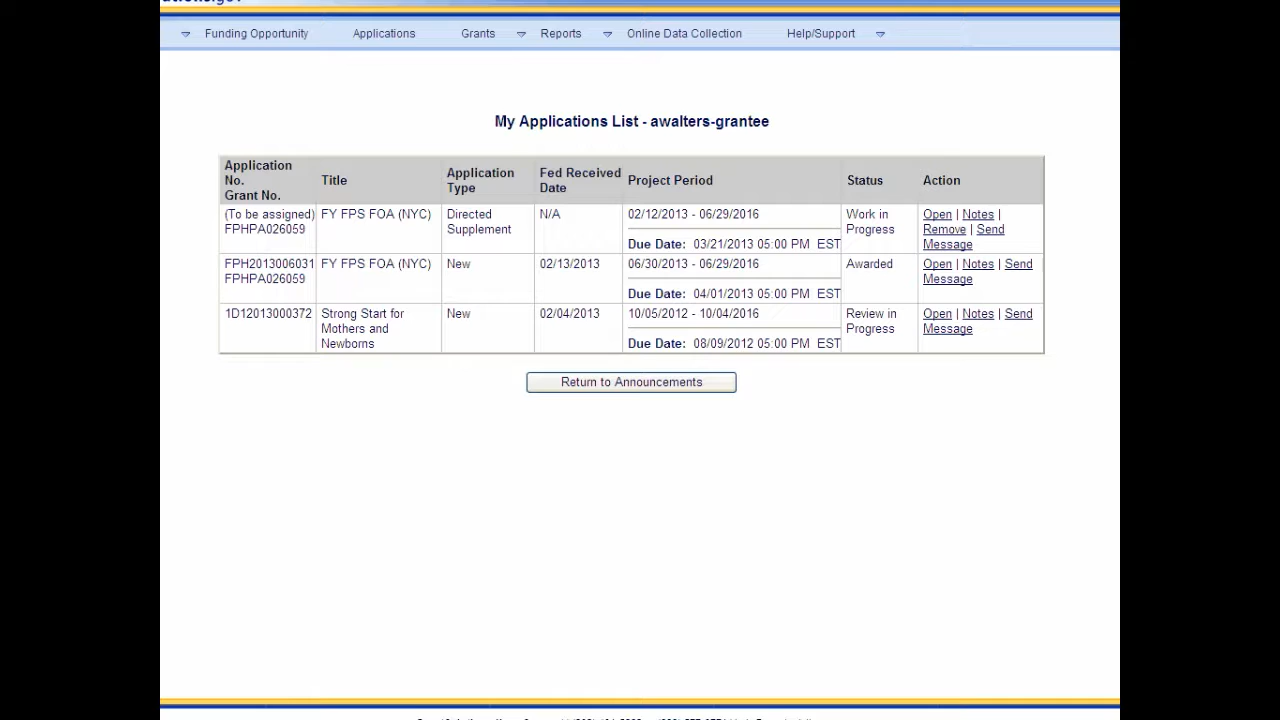 Funding Opportunity Applications Grants Reports Online Data Collection Help/Support
My Applications List - awalters-grantee
Application No. Grant No. Title Application Type Fed Received Date Project Period Status Action
(To be assigned) FPHPA026059 FY FPS FOA (NYC) Directed Supplement N/A 02/12/2013 - 06/29/2016 Due Date: 03/21/2013 05:00 PM EST Work in Progress Open | Notes | Remove | Send Message
FPH2013006031 FPHPA026059 FY FPS FOA (NYC) New 02/13/2013 06/30/2013 - 06/29/2016 Due Date: 04/01/2013 05:00 PM EST Awarded Open | Notes | Send Message
1D12013000372 Strong Start for Mothers and Newborns New 02/04/2013 10/05/2012 - 10/04/2016 Due Date: 08/09/2012 05:00 PM EST Review in Progress Open | Notes | Send Message
Return to Announcements